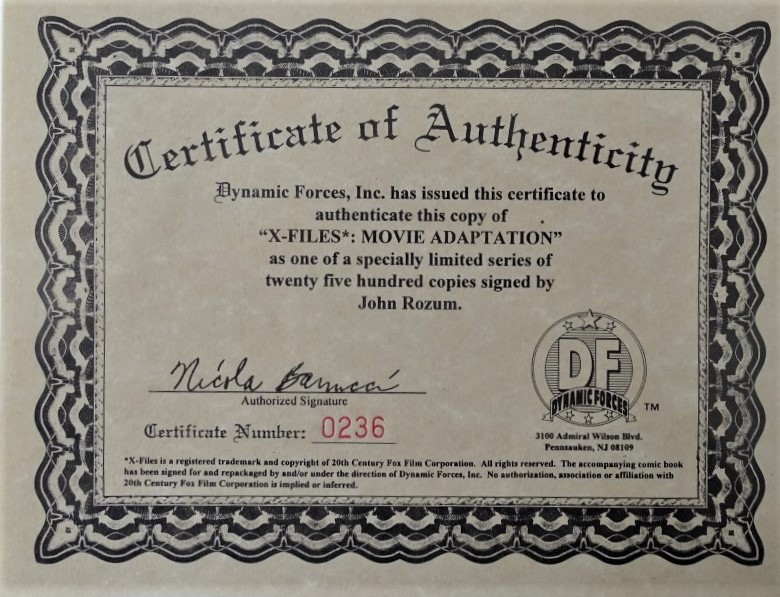 Certificate of Authenticity
Dynamic Forces, Inc. has issued this certificate to
authenticate this copy of
“X-FILES*: MOVIE ADAPTATION”
as one of a specially limited series of
twenty five hundred copies signed by
John Rozum.
Nicola Barrucci
Authorized Signature
Certificate Number: 0236
DF
DYNAMIC FORCES
TM
3100 Admiral Wilson Blvd.
Pennsauken, NJ 08109
*X-Files is a registered trademark and copyright of 20th Century Fox Film Corporation. All rights reserved. The accompanying comic book
has been signed for and repackaged by and/or under the direction of Dynamic Forces, Inc. No authorization, association or affiliation with
20th Century Fox Film Corporation is implied or inferred.